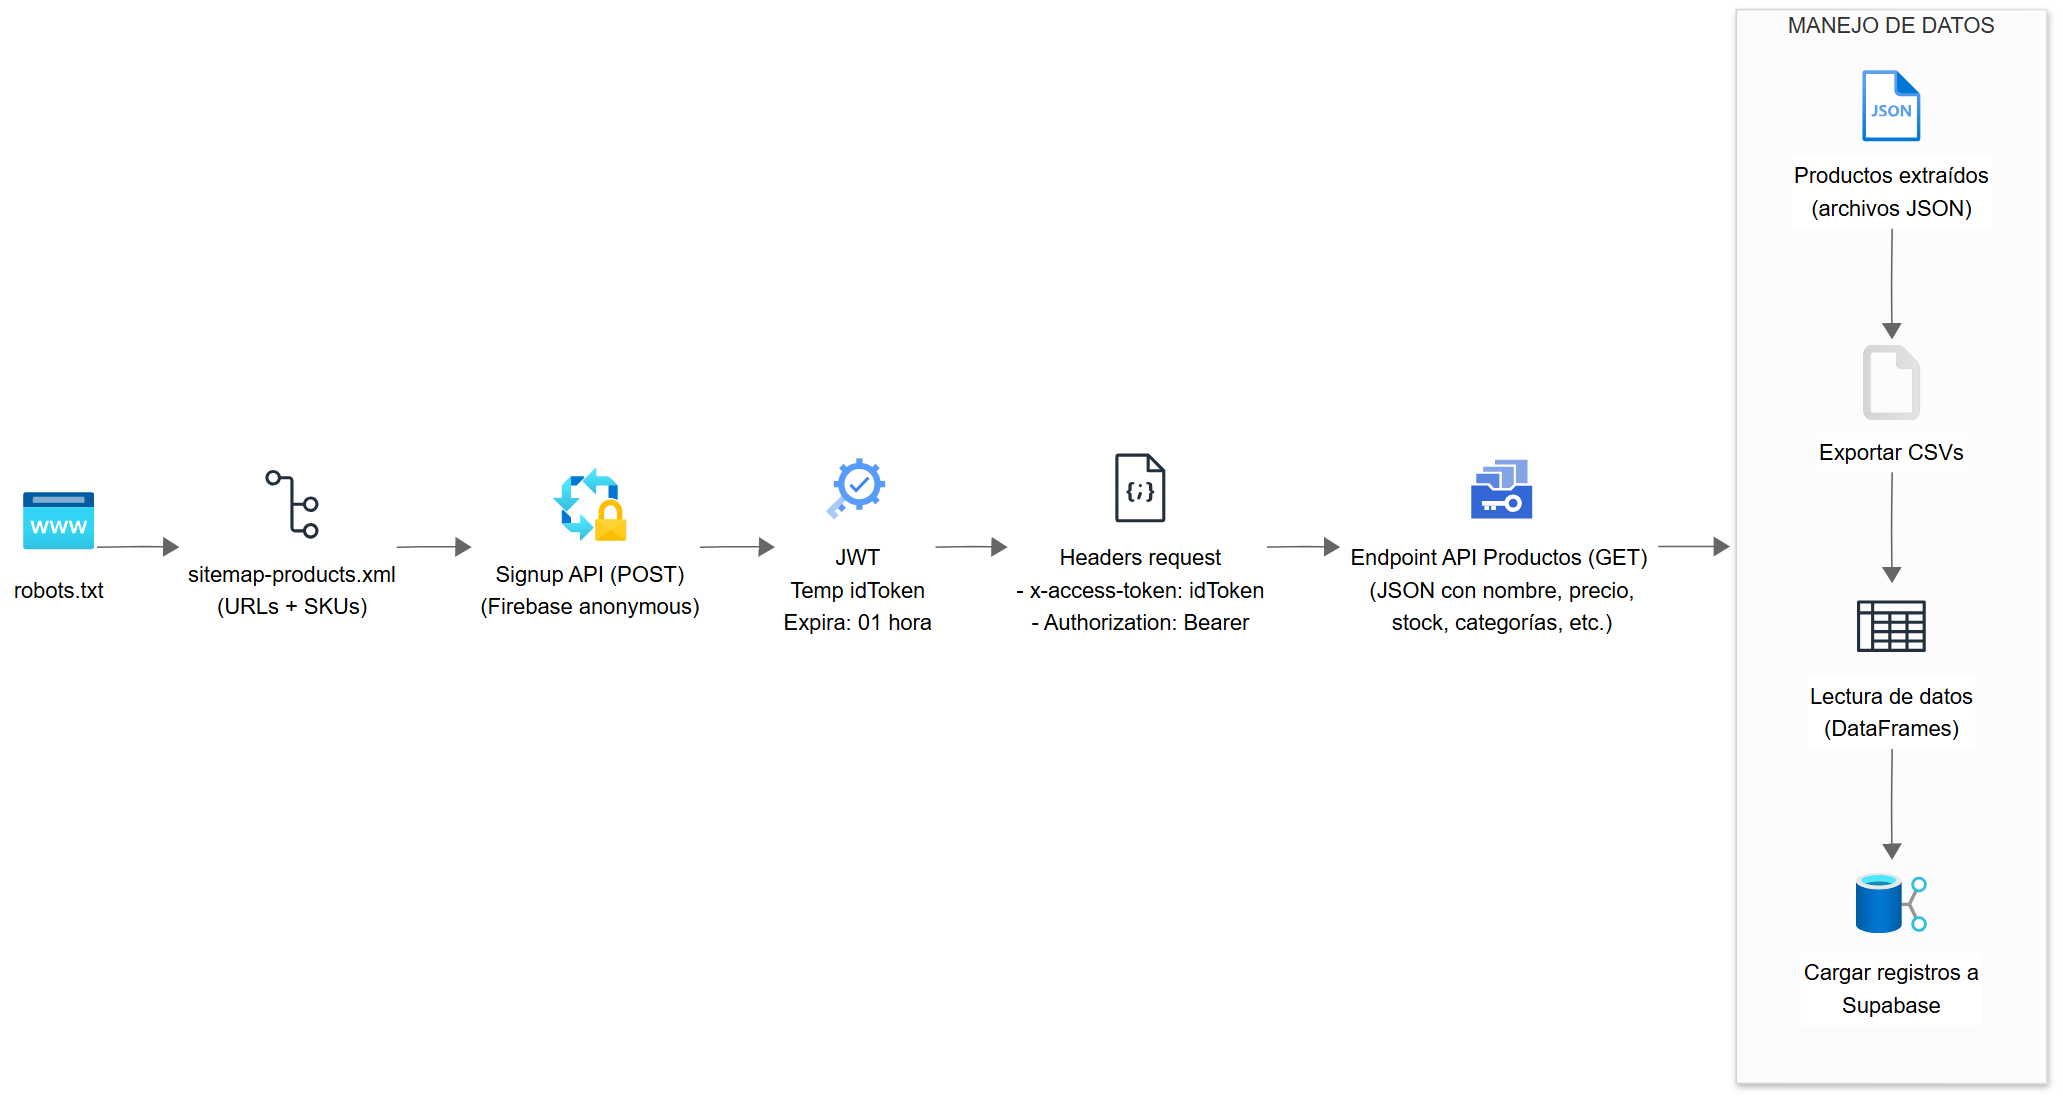 MANEJO DE DATOS
JSON
Productos extraídos
(archivos JSON)
Exportar CSVs
Lectura de datos
(DataFrames)
Cargar registros a
Supabase
www
robots.txt
sitemap-products.xml
(URLs + SKUs)
Signup API (POST)
(Firebase anonymous)
JWT
Temp idToken
Expira: 01 hora
{;}
Headers request
- x-access-token: idToken
- Authorization: Bearer
Endpoint API Productos (GET)
(JSON con nombre, precio,
stock, categorías, etc.)